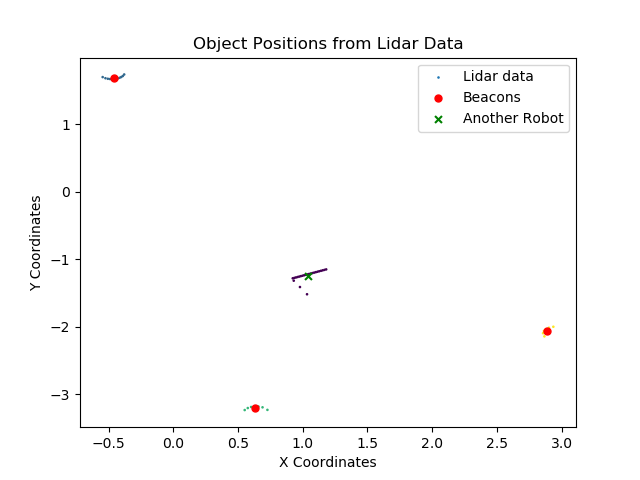 Object Positions from Lidar Data
Lidar data
Beacons
Another Robot
Y Coordinates
1
0
−1
−2
−3
−0.5
0.0
0.5
1.0
1.5
2.0
2.5
3.0
X Coordinates